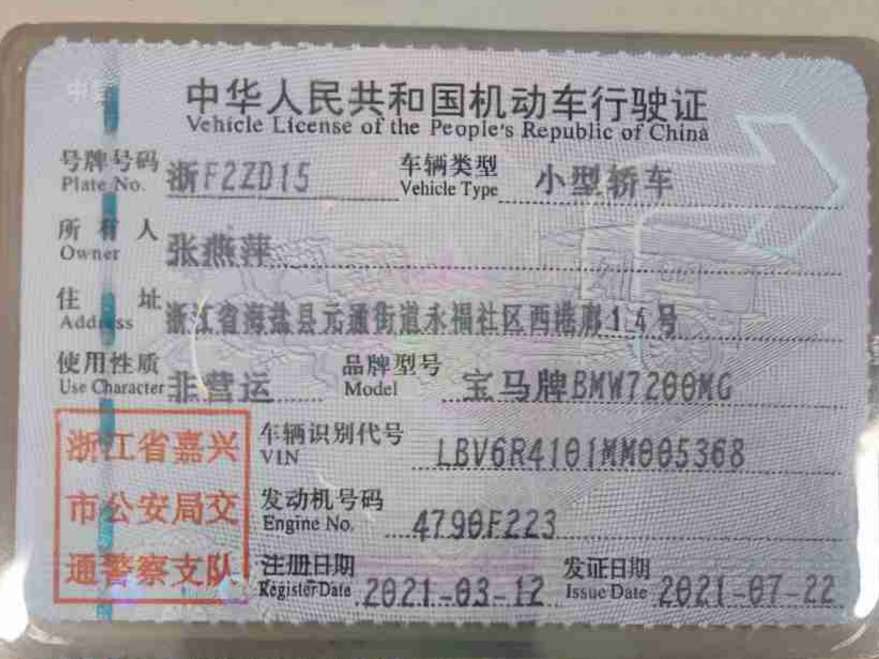 中华人民共和国机动车行驶证
Vehicle License of the People's Republic of China
号牌号码 浙F2ZD15 车辆类型 小型轿车
Plate No. Vehicle Type
所有人 张燕萍
Owner
住址 浙江省海盐县元通街道永福社区西港廊14号
Address
使用性质 非营运 品牌型号 宝马牌BMW7200MG
Use Character Model
浙江省嘉兴
市公安局交
通警察支队
车辆识别代号 LBV6R4101MM005368
VIN
发动机号码 4790F223
Engine No.
注册日期 2021-03-12 发证日期 2021-07-22
Register Date Issue Date